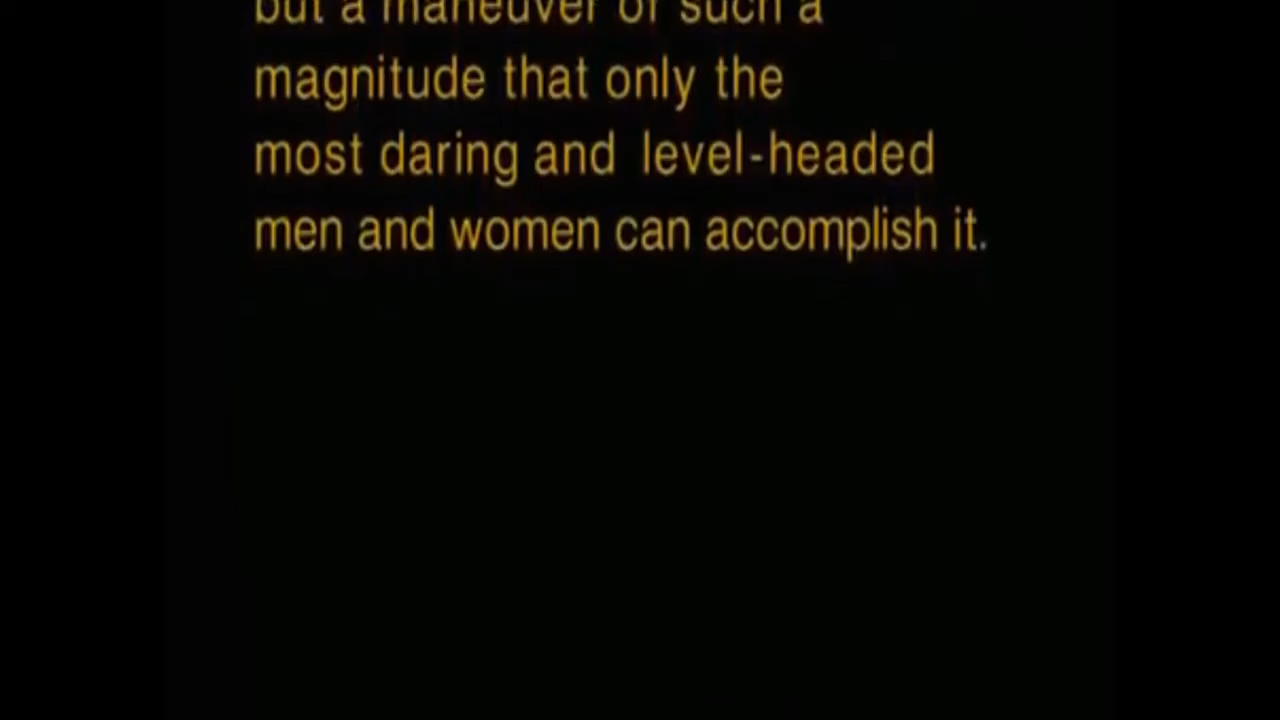 but a maneuver of such a
magnitude that only the
most daring and level-headed
men and women can accomplish it.